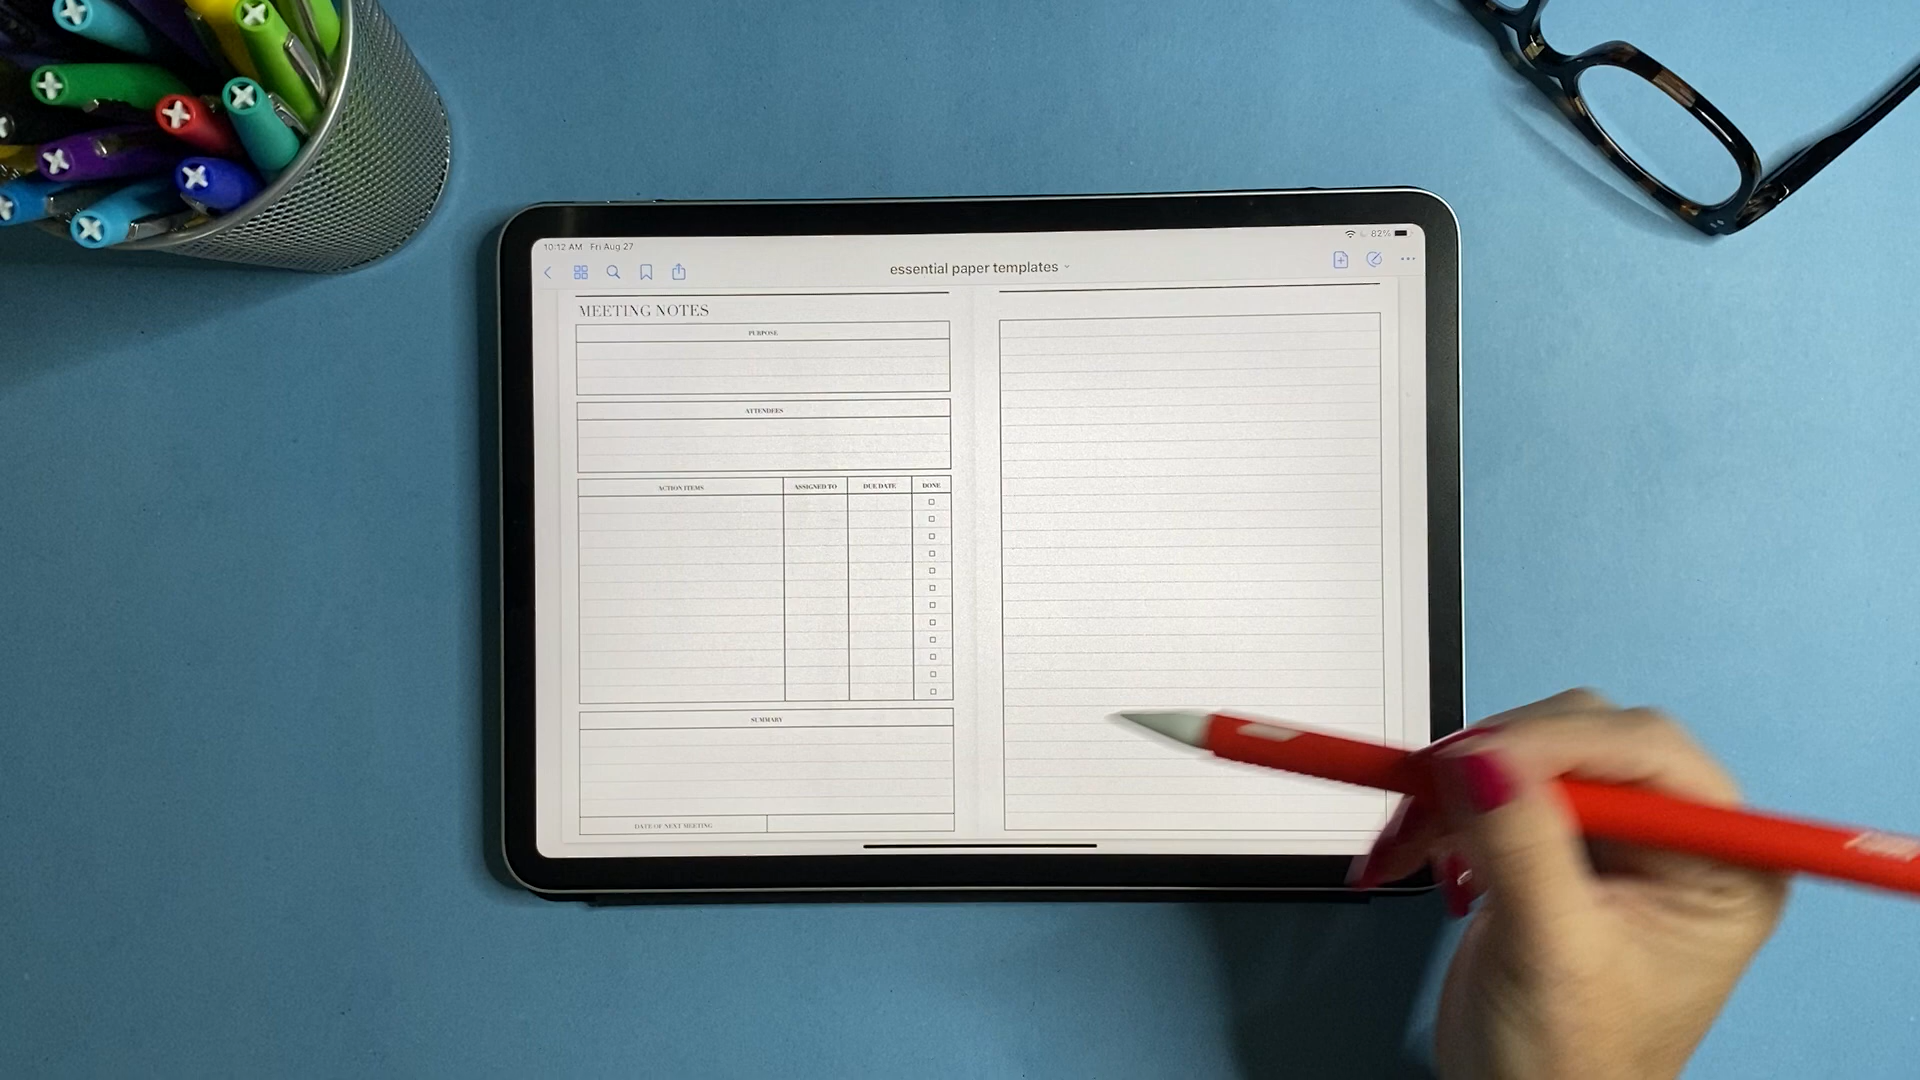 10:12 AM Fri Aug 27
82%
essential paper templates
MEETING NOTES
PURPOSE
ATTENDEES
ACTION ITEMS ASSIGNED TO DUE DATE DONE
SUMMARY
DATE OF NEXT MEETING